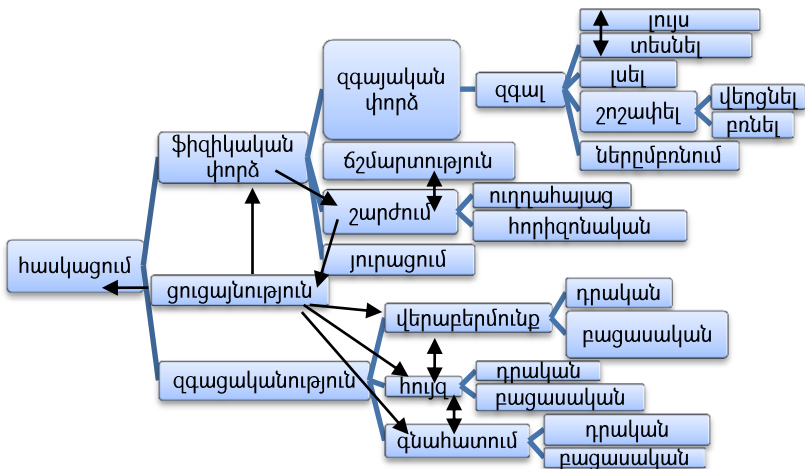 լույս
տեսնել
զգայական
փորձ
զգալ
լսել
շոշափել
վերցնել
բռնել
ներըմբռնում
ֆիզիկական
փորձ
ճշմարտություն
շարժում
ուղղահայաց
հորիզոնական
յուրացում
հասկացում
ցուցայնություն
վերաբերմունք
դրական
բացասական
զգացականություն
հույզ
դրական
բացասական
գնահատում
դրական
բացասական